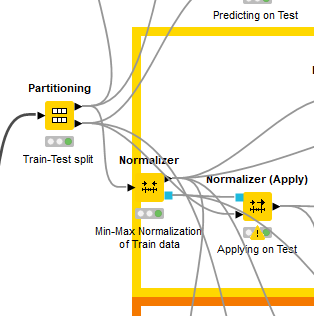 Predicting on Test
Partitioning
Train-Test split
Normalizer
Min-Max Normalization
of Train data
Normalizer (Apply)
Applying on Test